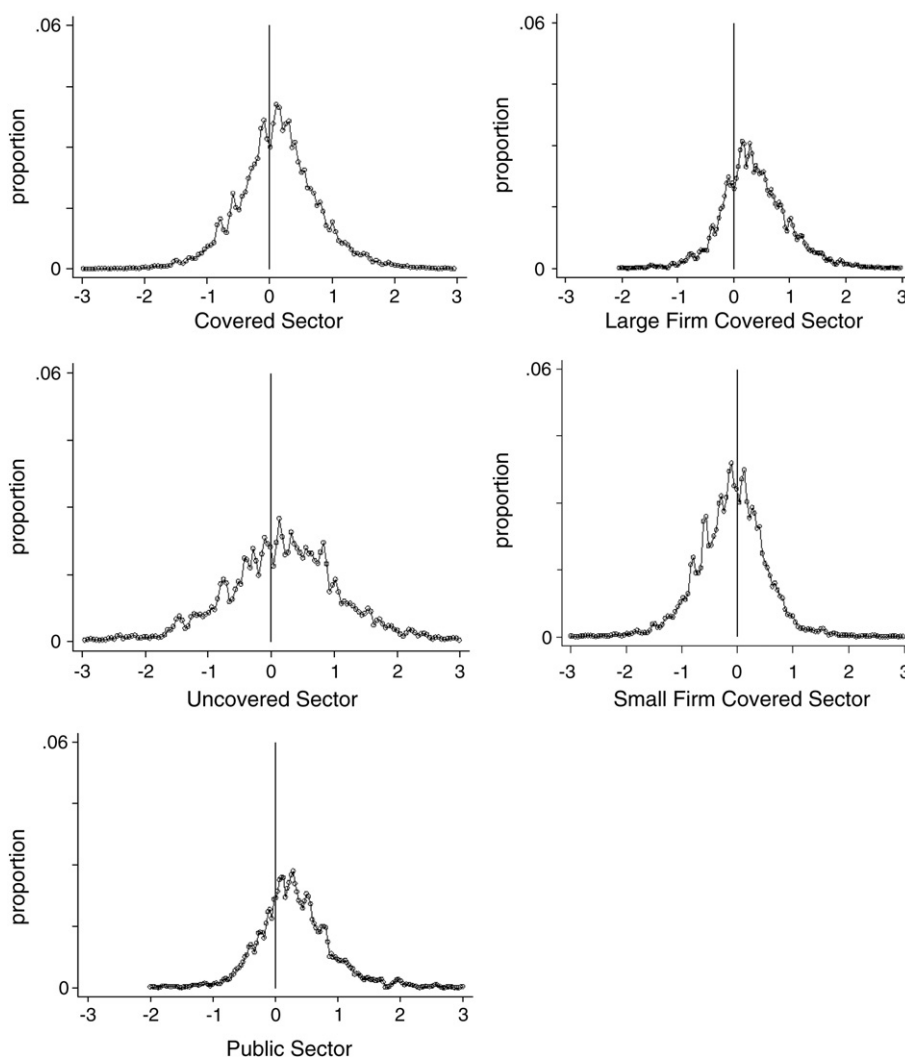 .06
proportion
0
-3 -2 -1 0 1 2 3
Covered Sector
.06
proportion
0
-3 -2 -1 0 1 2 3
Large Firm Covered Sector
.06
proportion
0
-3 -2 -1 0 1 2 3
Uncovered Sector
.06
proportion
0
-3 -2 -1 0 1 2 3
Small Firm Covered Sector
.06
proportion
0
-3 -2 -1 0 1 2 3
Public Sector